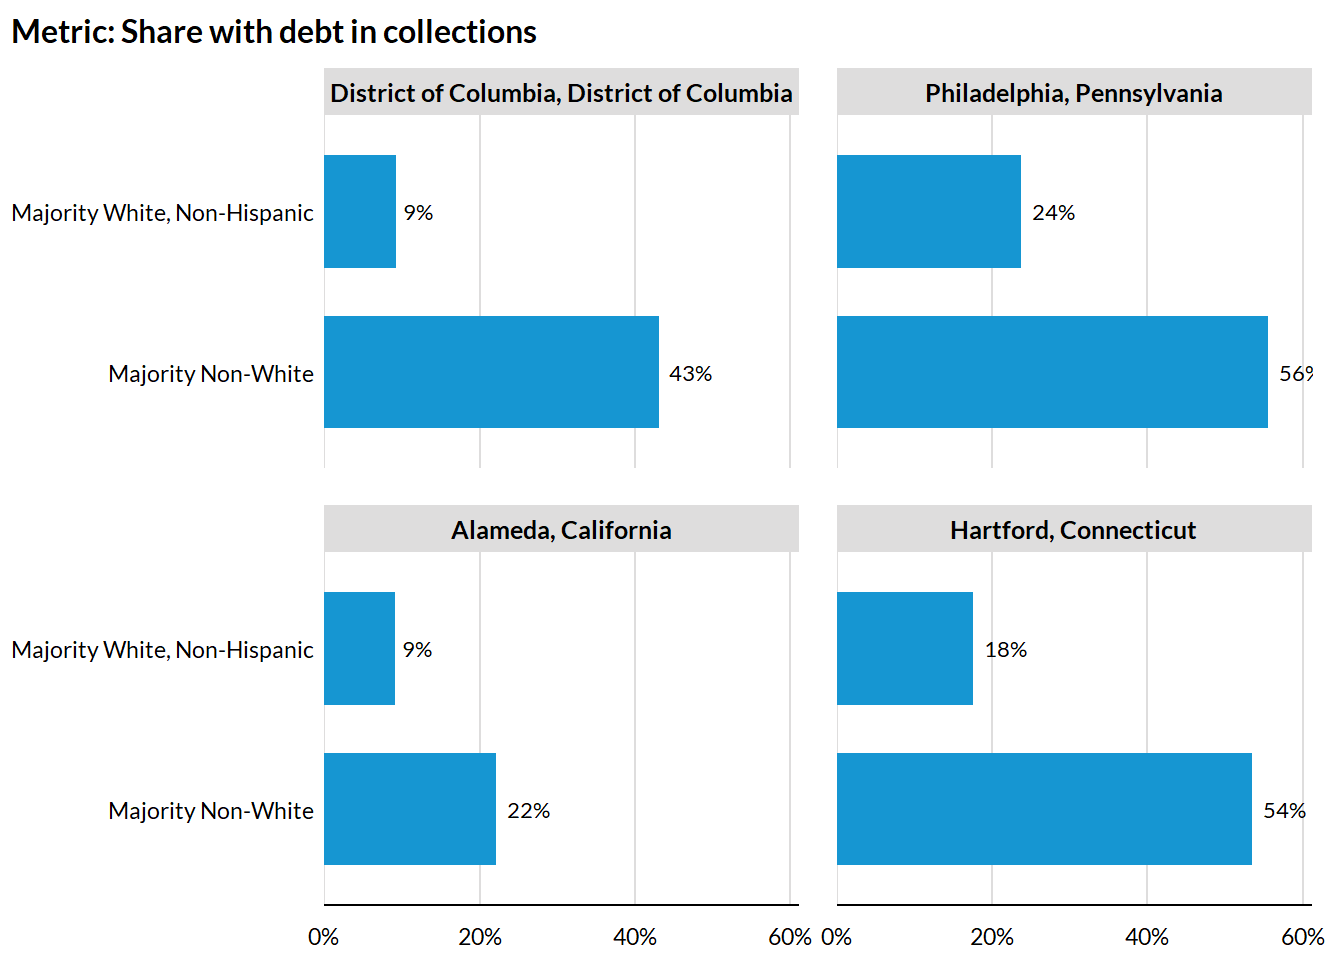 Metric: Share with debt in collections
District of Columbia, District of Columbia
Majority White, Non-Hispanic
9%
Majority Non-White
43%
Philadelphia, Pennsylvania
24%
56%
Alameda, California
Majority White, Non-Hispanic
9%
Majority Non-White
22%
0% 20% 40% 60%
Hartford, Connecticut
18%
54%
0% 20% 40% 60%